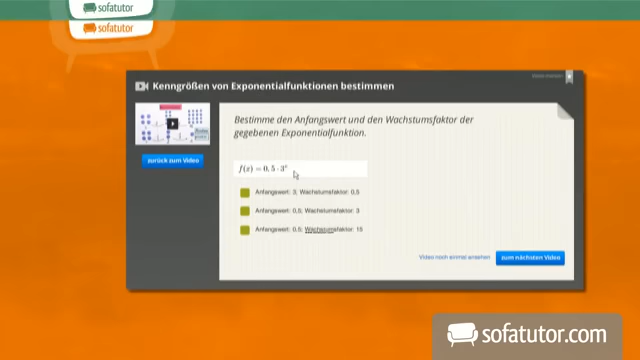 sofatutor
sofatutor
Kenngrößen von Exponentialfunktionen bestimmen
Bestimme den Anfangswert und den Wachstumsfaktor der
gegebenen Exponentialfunktion.
zurück zum Video
f(x) = 0,5 · 3ˣ
Anfangswert: 3; Wachstumsfaktor: 0,5
Anfangswert: 0,5; Wachstumsfaktor: 3
Anfangswert: 0,5; Wachstumsfaktor: 15
Video noch einmal ansehen
zum nächsten Video
sofatutor.com